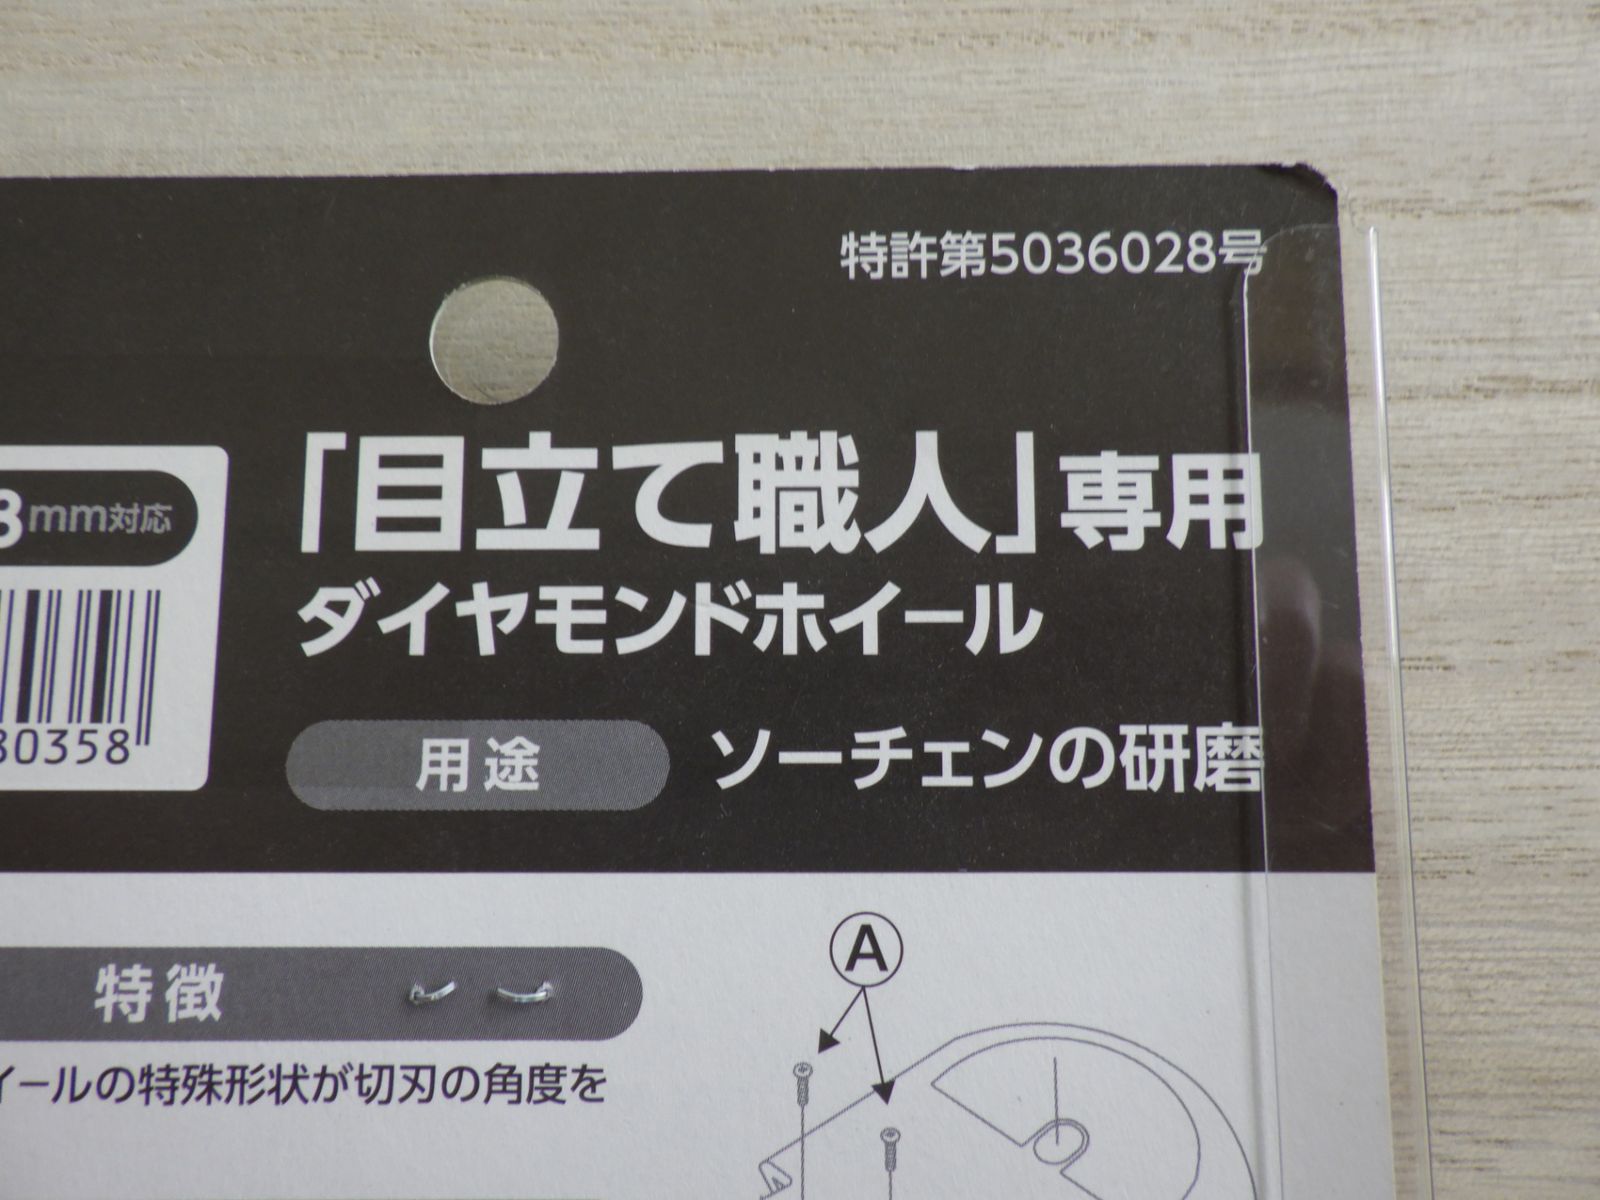 特許第5036028号
「目立て職人」専用
ダイヤモンドホイール
用途 ソーチェンの研磨
8mm対応
80358
特徴
イールの特殊形状が切刃の角度を
A